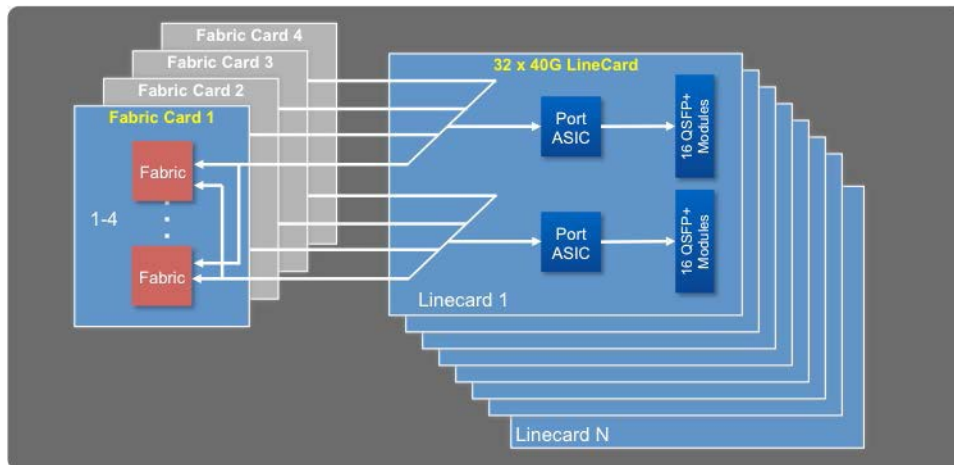 Fabric Card 4
Fabric Card 3
Fabric Card 2
Fabric Card 1
Fabric
1-4
Fabric
32 x 40G LineCard
Port
ASIC
16 QSFP+
Modules
Port
ASIC
16 QSFP+
Modules
Linecard 1
Linecard N